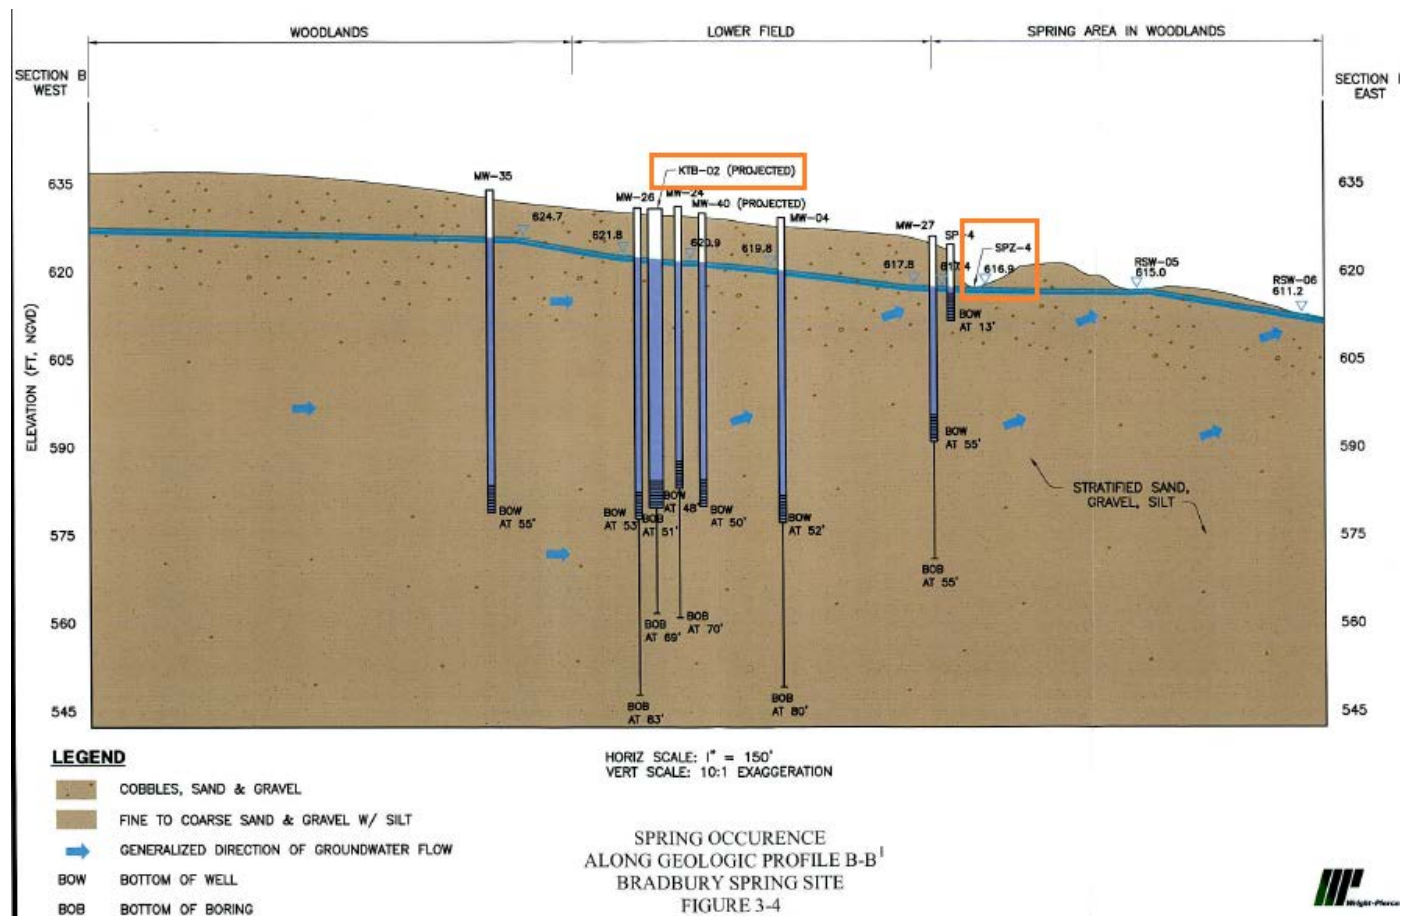 WOODLANDS
LOWER FIELD
SPRING AREA IN WOODLANDS
SECTION B
WEST
SECTION
EAST
KTB-02 (PROJECTED)
MW-35
MW-26
MW-24
MW-40 (PROJECTED)
MW-04
MW-27
SPZ-4
RSW-05
615.0
RSW-06
611.2
624.7
621.8
620.9
619.8
617.8
617.4
616.9
ELEVATION (FT, NGVD)
635
620
605
590
575
560
545
635
620
605
590
575
560
545
BOW
AT 13'
BOW
AT 55'
BOW
AT 55'
BOW
AT 53'
BOB
AT 51'
BOW
AT 48'
BOW
AT 50'
BOW
AT 52'
BOB
AT 55'
BOB
AT 69'
BOB
AT 70'
BOB
AT 83'
BOB
AT 80'
STRATIFIED SAND,
GRAVEL, SILT
LEGEND
COBBLES, SAND & GRAVEL
FINE TO COARSE SAND & GRAVEL W/ SILT
GENERALIZED DIRECTION OF GROUNDWATER FLOW
BOW BOTTOM OF WELL
BOB BOTTOM OF BORING
HORIZ SCALE: 1" = 150'
VERT SCALE: 10:1 EXAGGERATION
SPRING OCCURENCE
ALONG GEOLOGIC PROFILE B-B'
BRADBURY SPRING SITE
FIGURE 3-4
Wright-Pierce